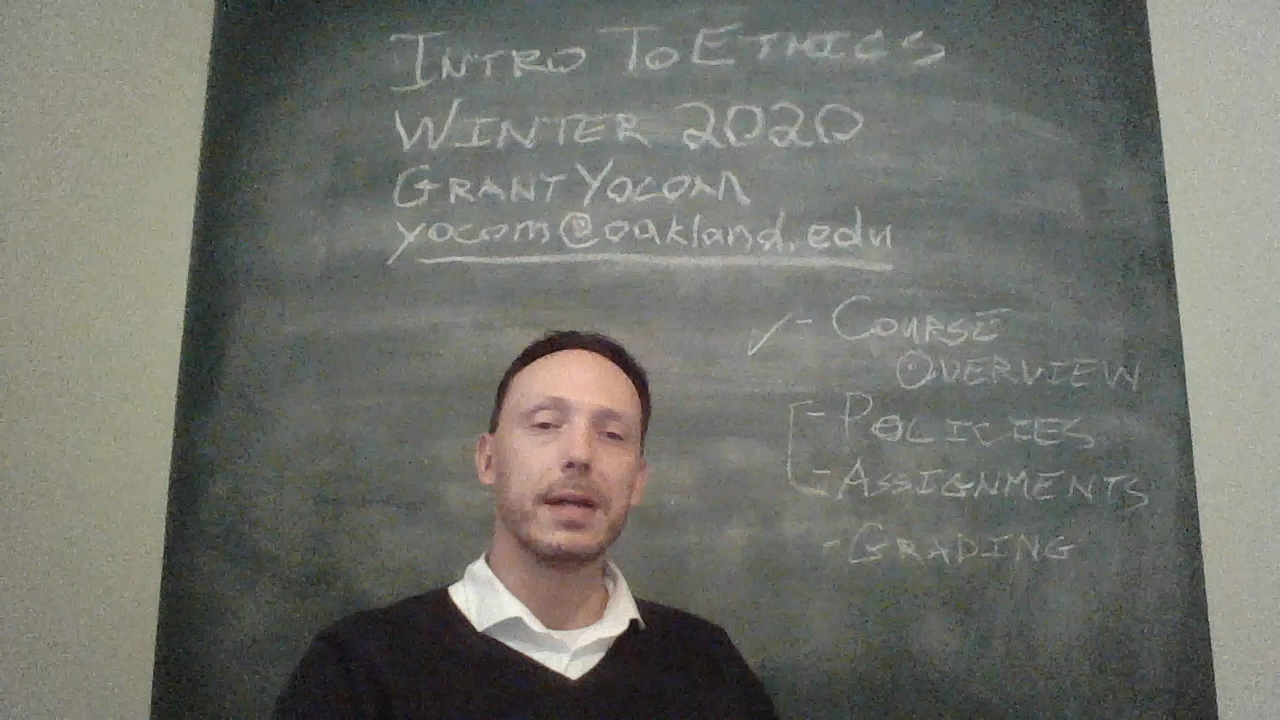 INTRO TO ETHICS
WINTER 2020
GRANT YOCOM
yocom@oakland.edu
✓- COURSE
OVERVIEW
- POLICIES
- ASSIGNMENTS
- GRADING